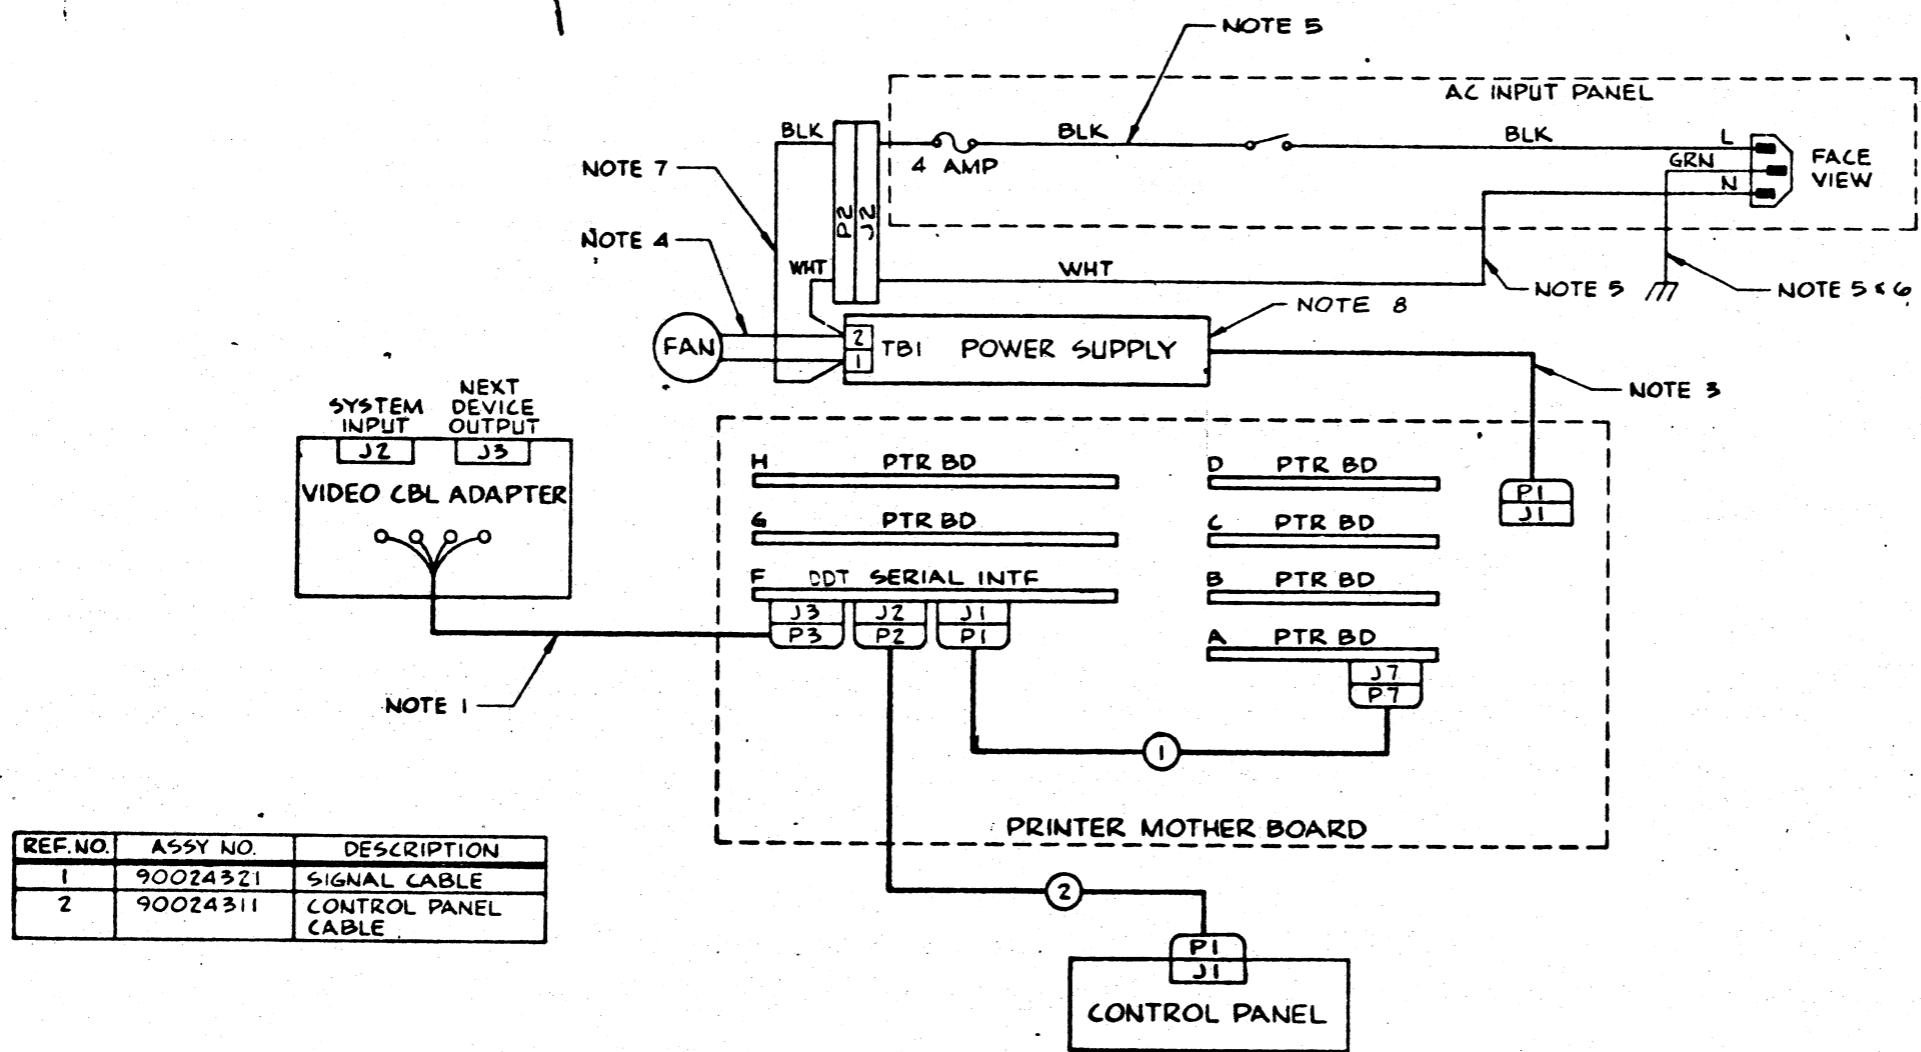 NOTE 5
AC INPUT PANEL
BLK
BLK
BLK
L
4 AMP
GRN
FACE
VIEW
NOTE 7
N
P2
J2
NOTE 4
WHT
WHT
NOTE 5
NOTE 5 & 6
NOTE 8
FAN
2
1
TB1
POWER SUPPLY
NOTE 3
SYSTEM
INPUT
NEXT
DEVICE
OUTPUT
J2
J3
VIDEO CBL ADAPTER
H PTR BD
D PTR BD
P1
J1
G PTR BD
C PTR BD
F DDT SERIAL INTF
B PTR BD
J3
P3
J2
P2
J1
P1
A PTR BD
J7
P7
NOTE 1
1
PRINTER MOTHER BOARD
REF. NO. ASSY NO. DESCRIPTION
1 90024321 SIGNAL CABLE
2 90024311 CONTROL PANEL
CABLE
2
P1
J1
CONTROL PANEL